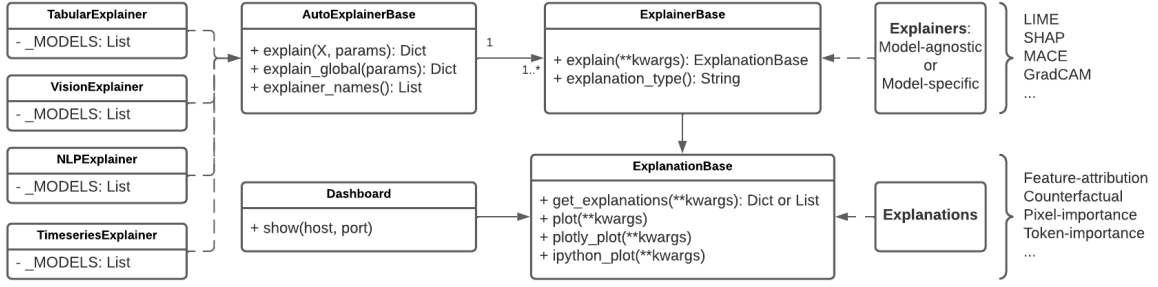 TabularExplainer
- _MODELS: List
VisionExplainer
- _MODELS: List
NLPExplainer
- _MODELS: List
TimeseriesExplainer
- _MODELS: List
AutoExplainerBase
+ explain(X, params): Dict
+ explain_global(params): Dict
+ explainer_names(): List
1
1..*
Dashboard
+ show(host, port)
ExplainerBase
+ explain(**kwargs): ExplanationBase
+ explanation_type(): String
ExplanationBase
+ get_explanations(**kwargs): Dict or List
+ plot(**kwargs)
+ plotly_plot(**kwargs)
+ ipython_plot(**kwargs)
Explainers:
Model-agnostic
or
Model-specific
LIME
SHAP
MACE
GradCAM
...
Explanations
Feature-attribution
Counterfactual
Pixel-importance
Token-importance
...